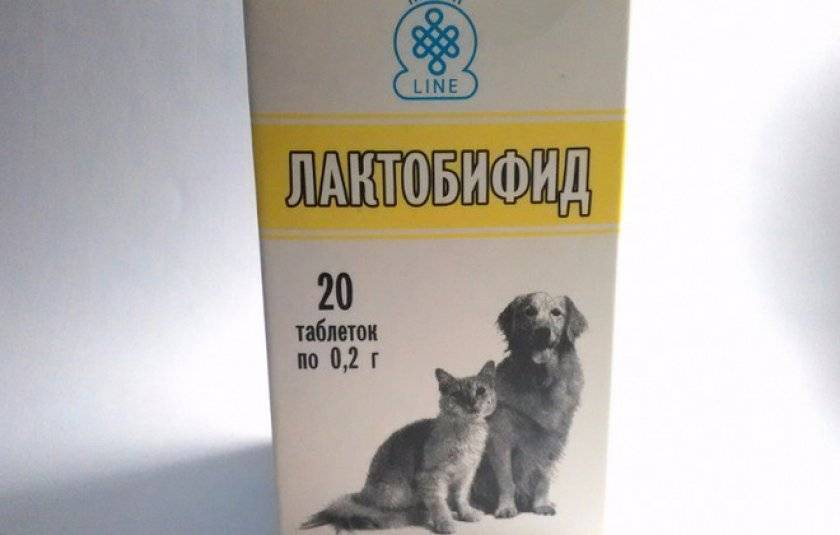 LINE
ЛАКТОБИФИД
20
таблеток
по 0,2 г